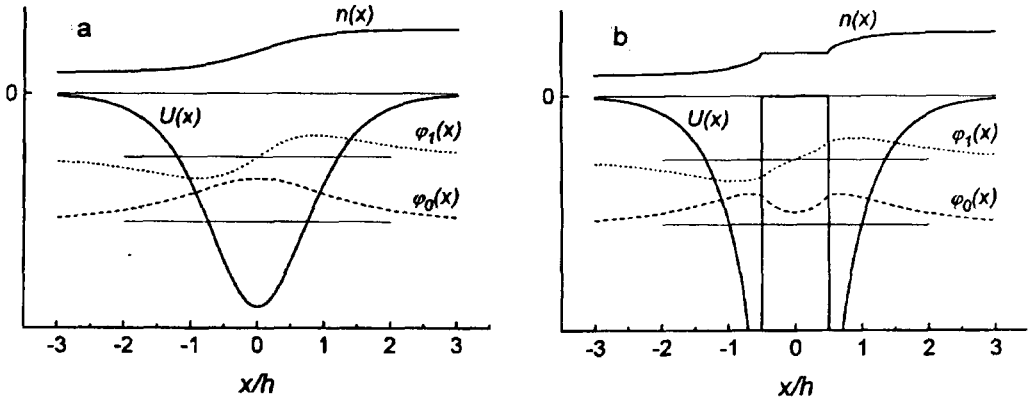 a
n(x)
0
U(x)
φ₁(x)
φ₀(x)
-3 -2 -1 0 1 2 3
x/h
b
n(x)
0
U(x)
φ₁(x)
φ₀(x)
-3 -2 -1 0 1 2 3
x/h